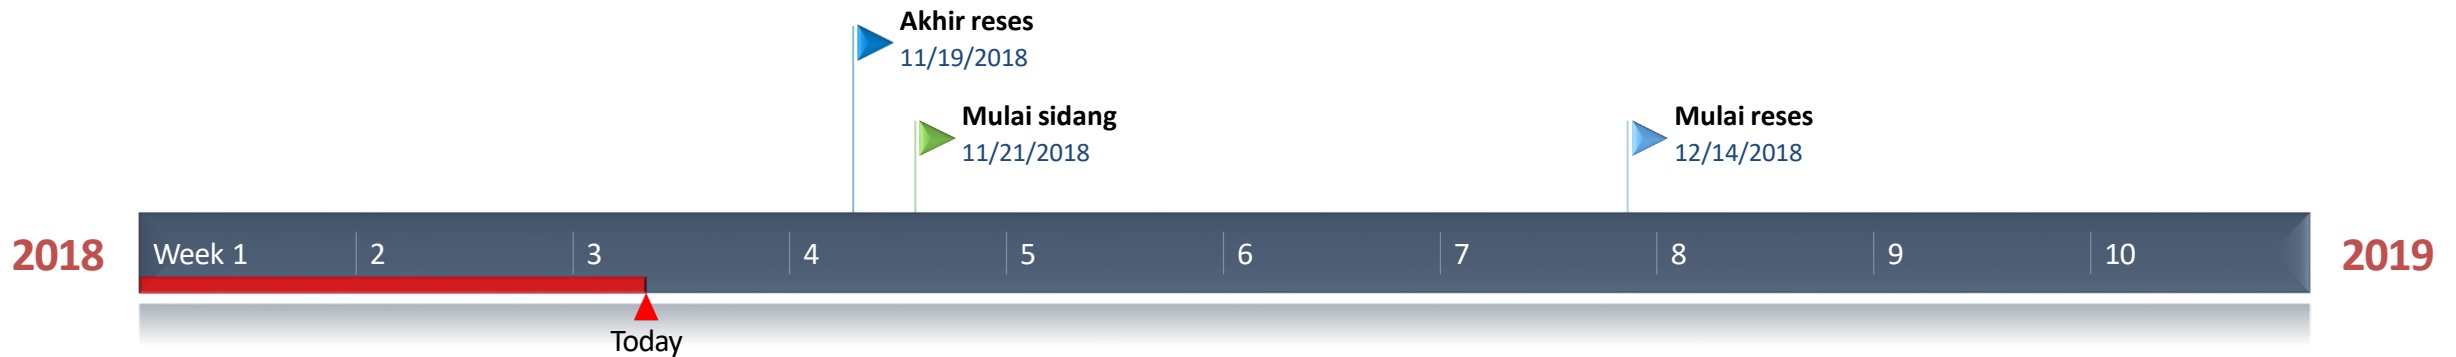 Akhir reses
11/19/2018
Mulai sidang
11/21/2018
Mulai reses
12/14/2018
2018 Week 1 2 3 4 5 6 7 8 9 10 2019
Today